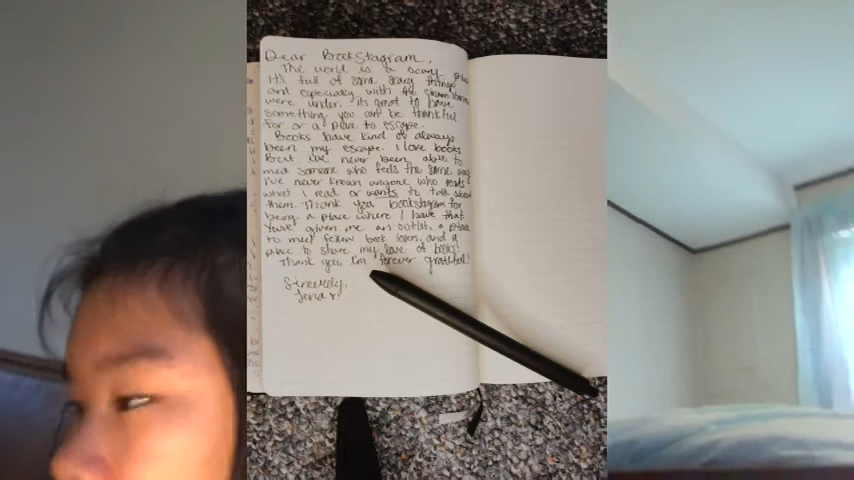 Dear Bookstagram,
The world is a scary place
It's full of some scary things
and especially with the circumstances
were under. its great to have
something you can be thankful
for or a place to escape.
Books have kind of always
been my escape. I love books
But I've never been able to
meet someone who feels the same way
I've never known anyone who reads
what I read or wants to talk about
them. Thank you bookstagram for
being a place where I have that.
You've given me an outlet, a place
to meet fellow book lovers, and a
place to share my love of books!
Thank you, I'm forever grateful!
Sincerely,